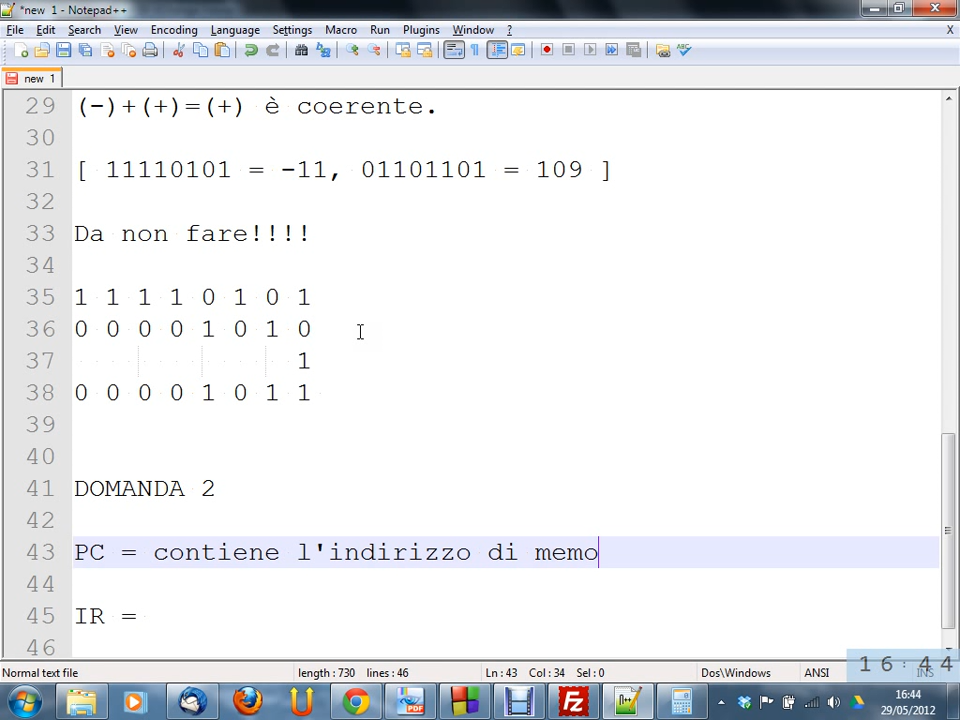 *new 1 - Notepad++
File Edit Search View Encoding Language Settings Macro Run Plugins Window ? X
new 1
29 (-)+(+)=(+) è coerente.
30
31 [ 11110101 = -11, 01101101 = 109 ]
32
33 Da non fare!!!!
34
35 1 1 1 1 0 1 0 1
36 0 0 0 0 1 0 1 0
37 1
38 0 0 0 0 1 0 1 1
39
40
41 DOMANDA 2
42
43 PC = contiene l'indirizzo di memo
44
45 IR =
46
Normal text file length : 730 lines : 46 Ln : 43 Col : 34 Sel : 0 Dos\Windows ANSI INS
16:44
16:44
29/05/2012